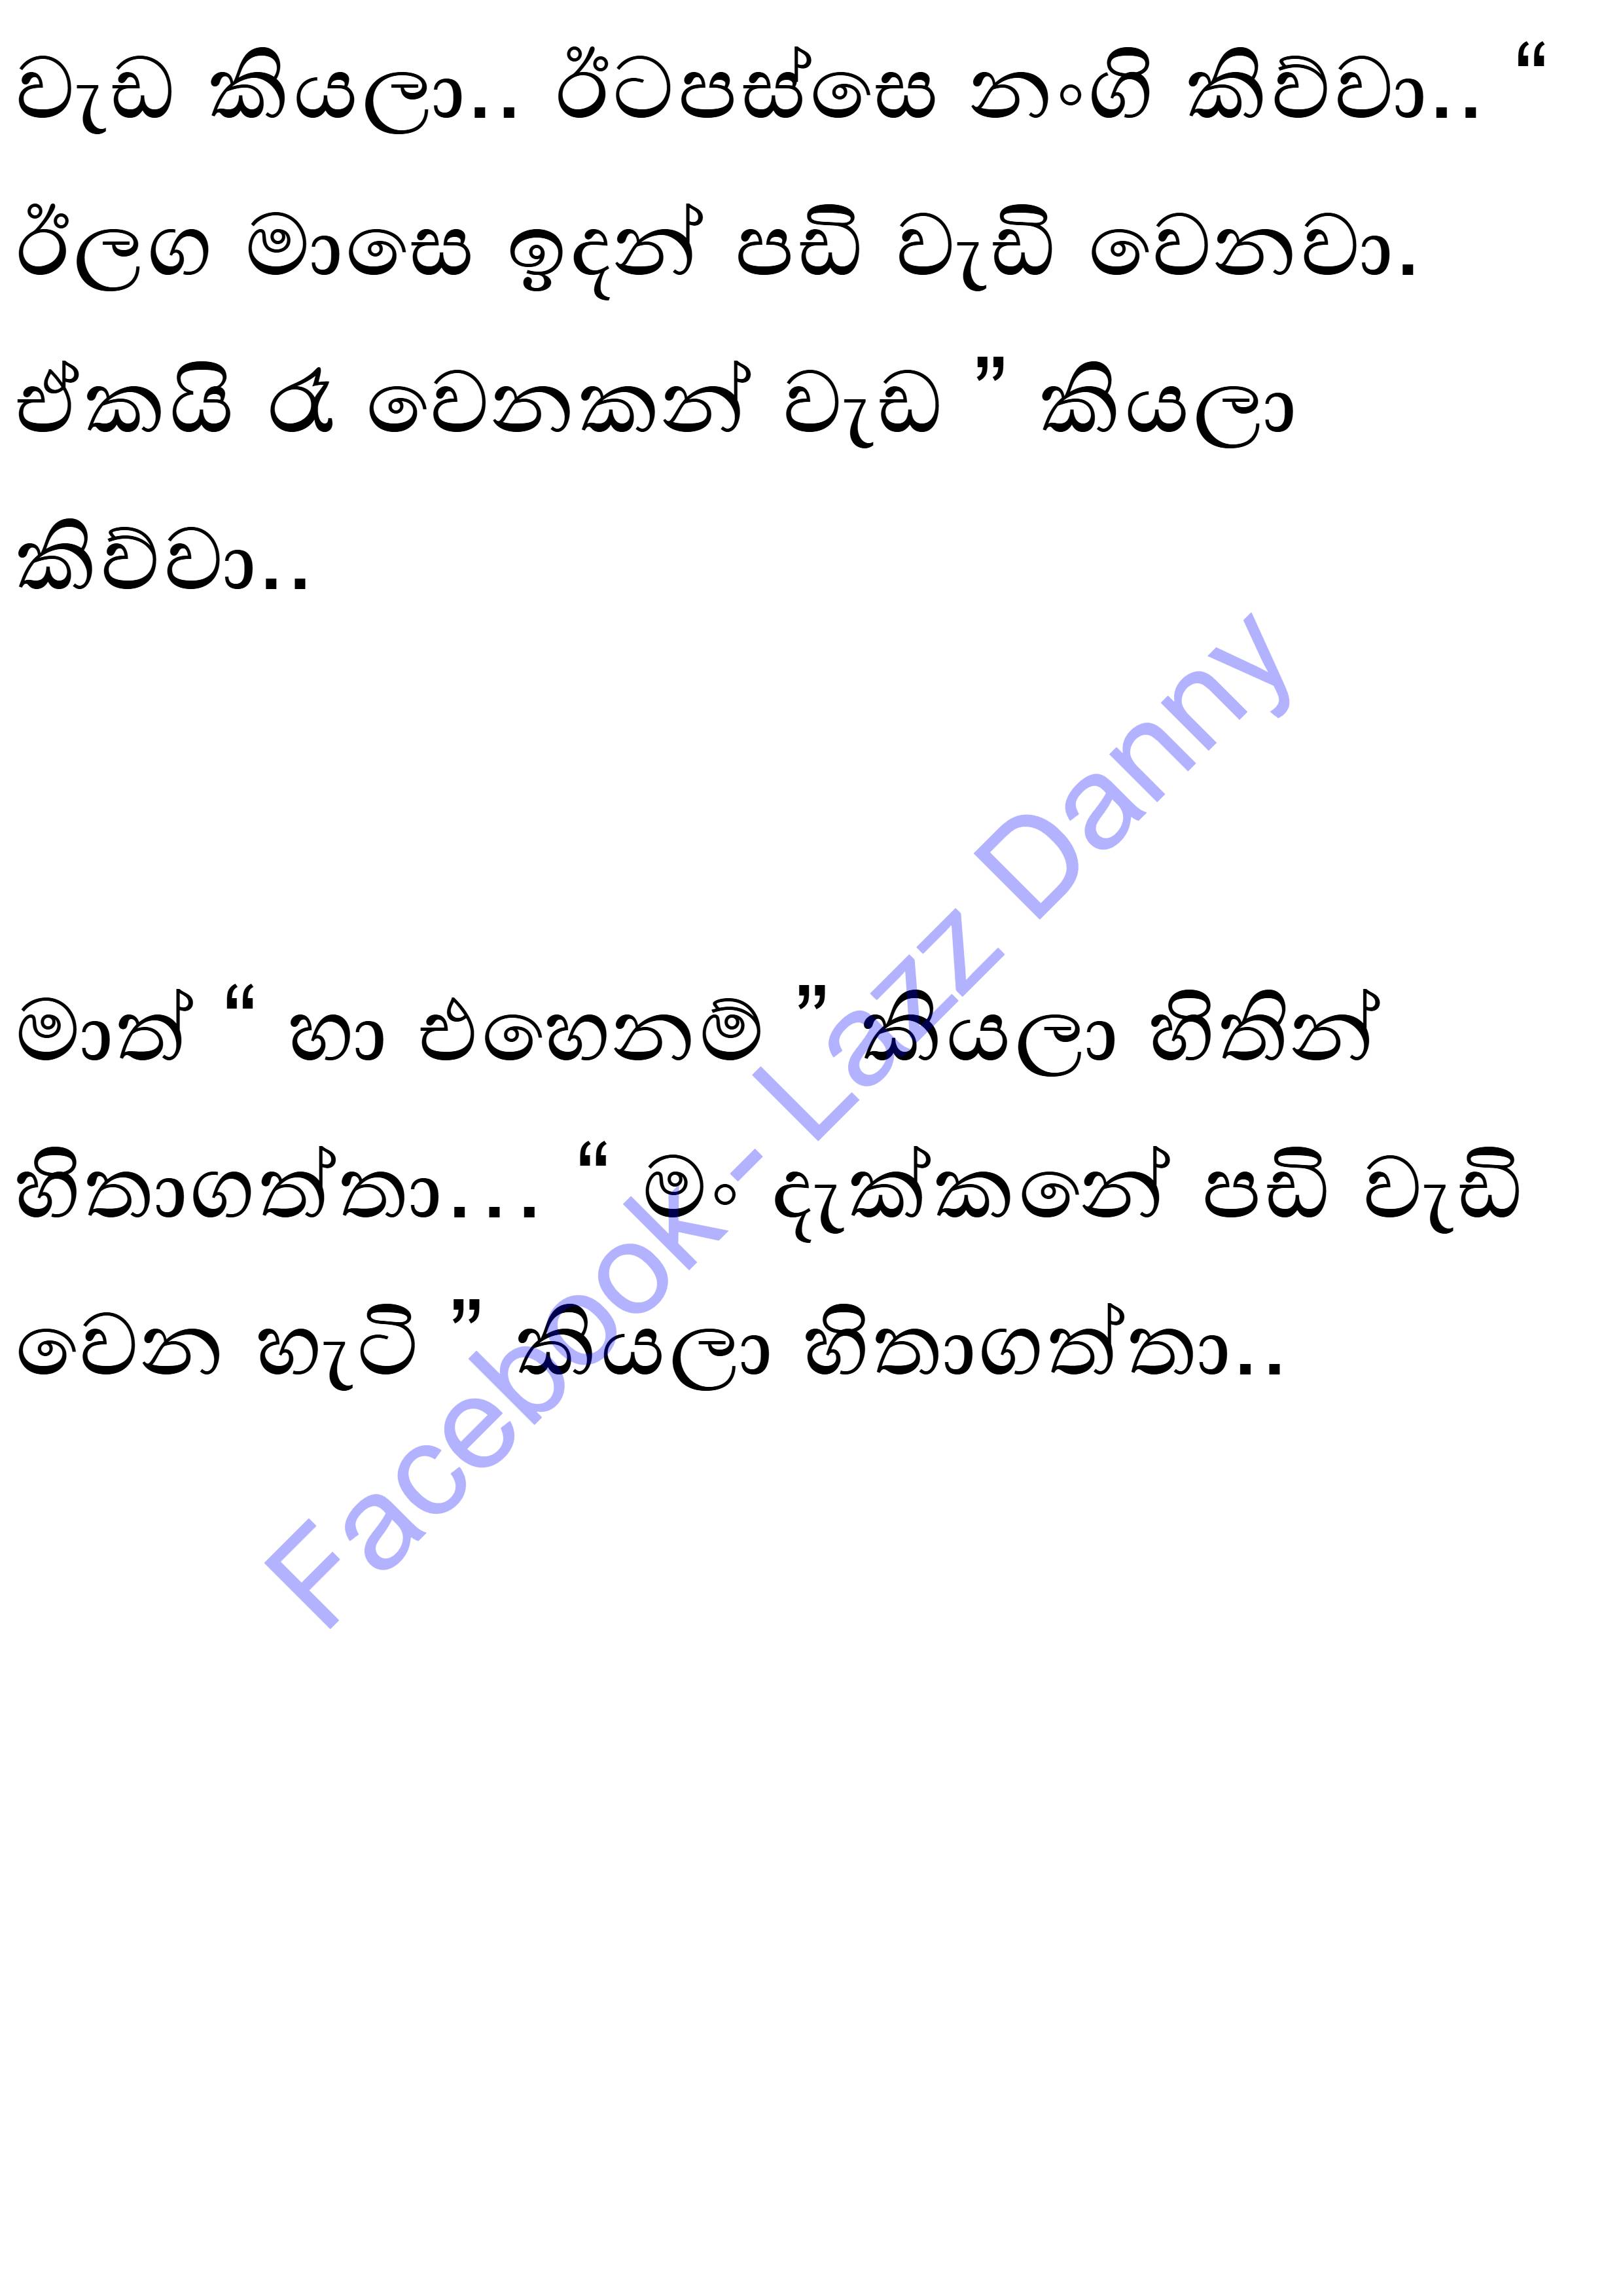 වැඩ කියලා.. ඊටපස්සෙ නංගි කිව්වා.. “
ඊලග මාසෙ ඉදන් පඩි වැඩි වෙනවා.
ඒකයි රෑ වෙනකන් වැඩ ” කියලා
කිව්වා..
මාත් “ හා එහෙනම් ” කියලා හිතින්
හිතාගත්තා... “ මං දැක්කනේ පඩි වැඩි
වෙන හැටි ” කියලා හිතාගත්තා..
Facebook- Lazz Danny